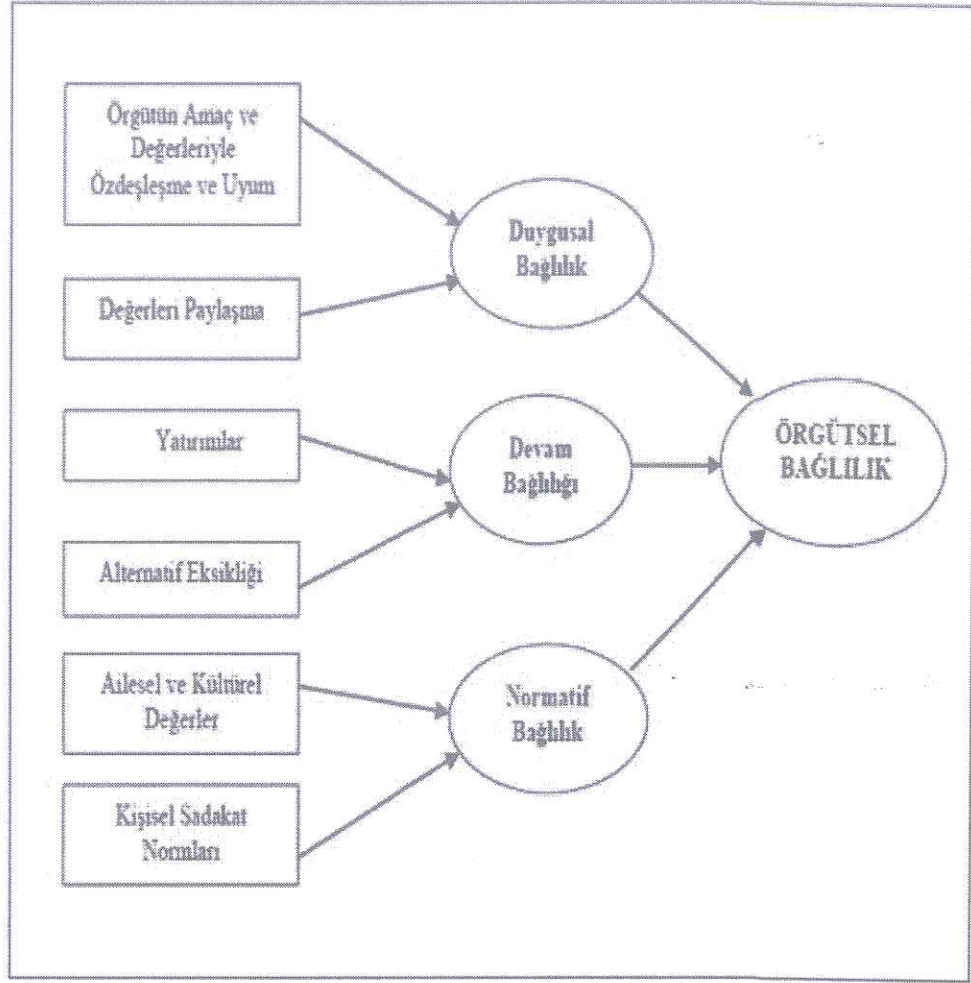 Örgütün Amaç ve
Değerleriyle
Özdeşleşme ve Uyum
Değerleri Paylaşma
Yatırımlar
Alternatif Eksikliği
Ailesel ve Kültürel
Değerler
Kişisel Sadakat
Normları
Duygusal
Bağlılık
Devam
Bağlılığı
Normatif
Bağlılık
ÖRGÜTSEL
BAĞLILIK